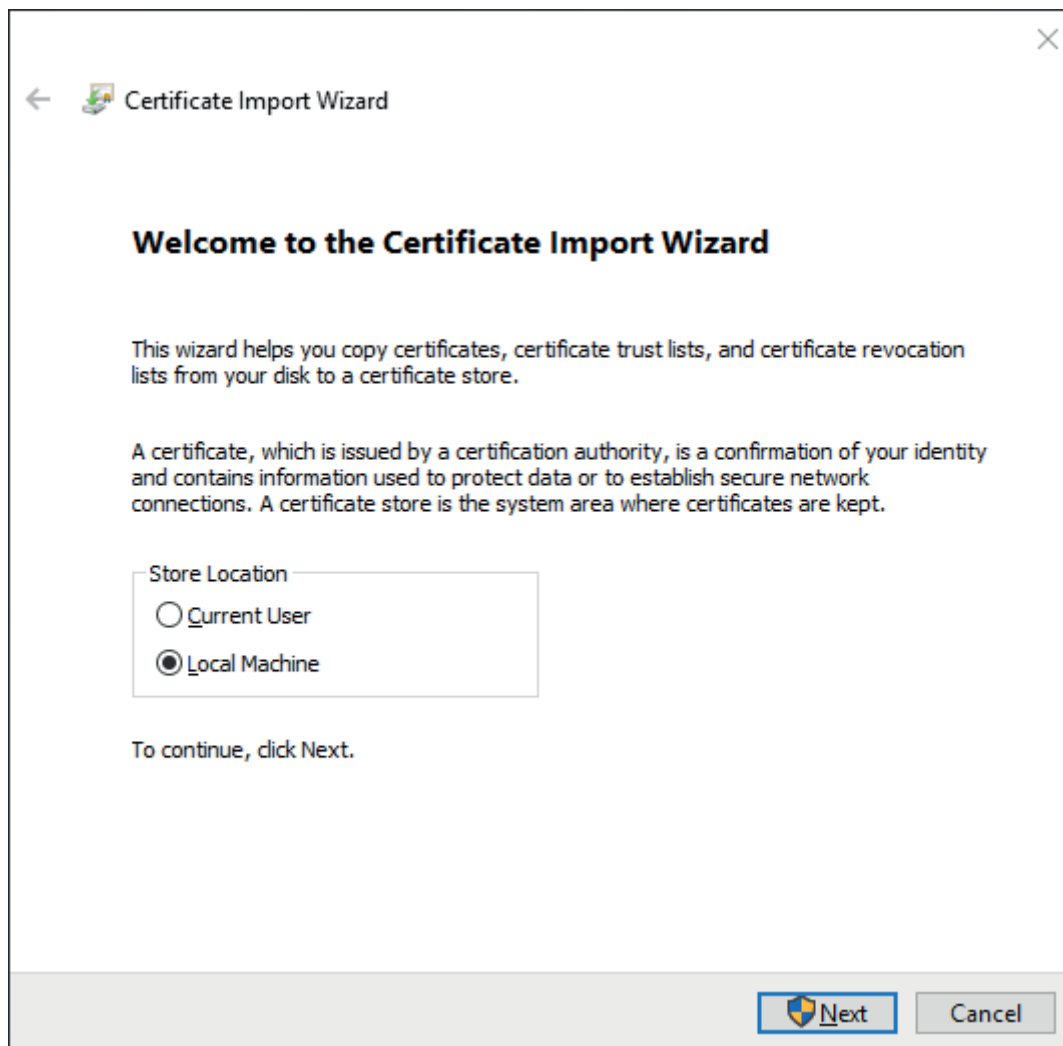 Certificate Import Wizard
Welcome to the Certificate Import Wizard
This wizard helps you copy certificates, certificate trust lists, and certificate revocation
lists from your disk to a certificate store.
A certificate, which is issued by a certification authority, is a confirmation of your identity
and contains information used to protect data or to establish secure network
connections. A certificate store is the system area where certificates are kept.
Store Location
Current User
Local Machine
To continue, click Next.
Next
Cancel